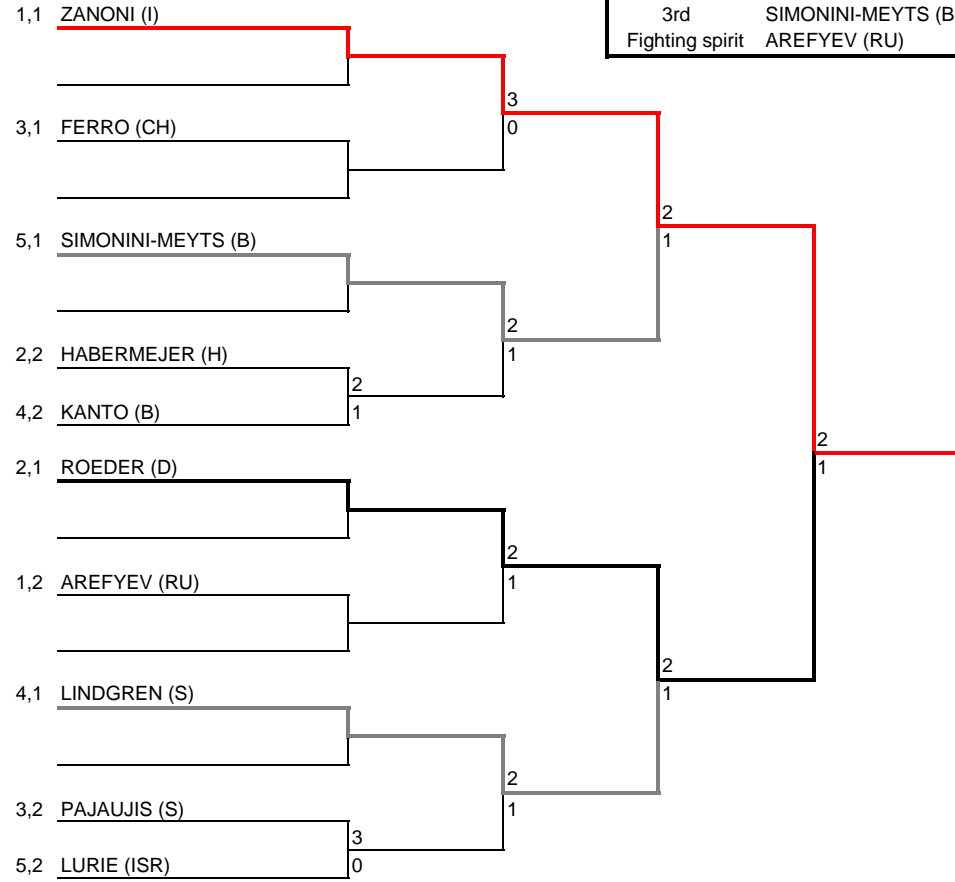 1,1 ZANONI (I)
3rd SIMONINI-MEYTS (B
Fighting spirit AREFYEV (RU)
3
3,1 FERRO (CH)
0
2
5,1 SIMONINI-MEYTS (B)
1
2
2,2 HABERMEJER (H)
1
2
4,2 KANTO (B)
1
2
2,1 ROEDER (D)
1
2
1,2 AREFYEV (RU)
1
2
4,1 LINDGREN (S)
1
2
3,2 PAJAUJIS (S)
1
3
5,2 LURIE (ISR)
0